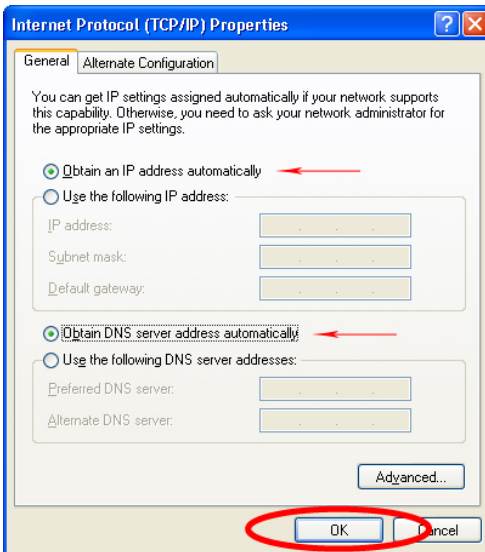 Internet Protocol (TCP/IP) Properties
General Alternate Configuration
You can get IP settings assigned automatically if your network supports
this capability. Otherwise, you need to ask your network administrator for
the appropriate IP settings.
Obtain an IP address automatically
Use the following IP address:
IP address:
Subnet mask:
Default gateway:
Obtain DNS server address automatically
Use the following DNS server addresses:
Preferred DNS server:
Alternate DNS server:
Advanced...
OK Cancel